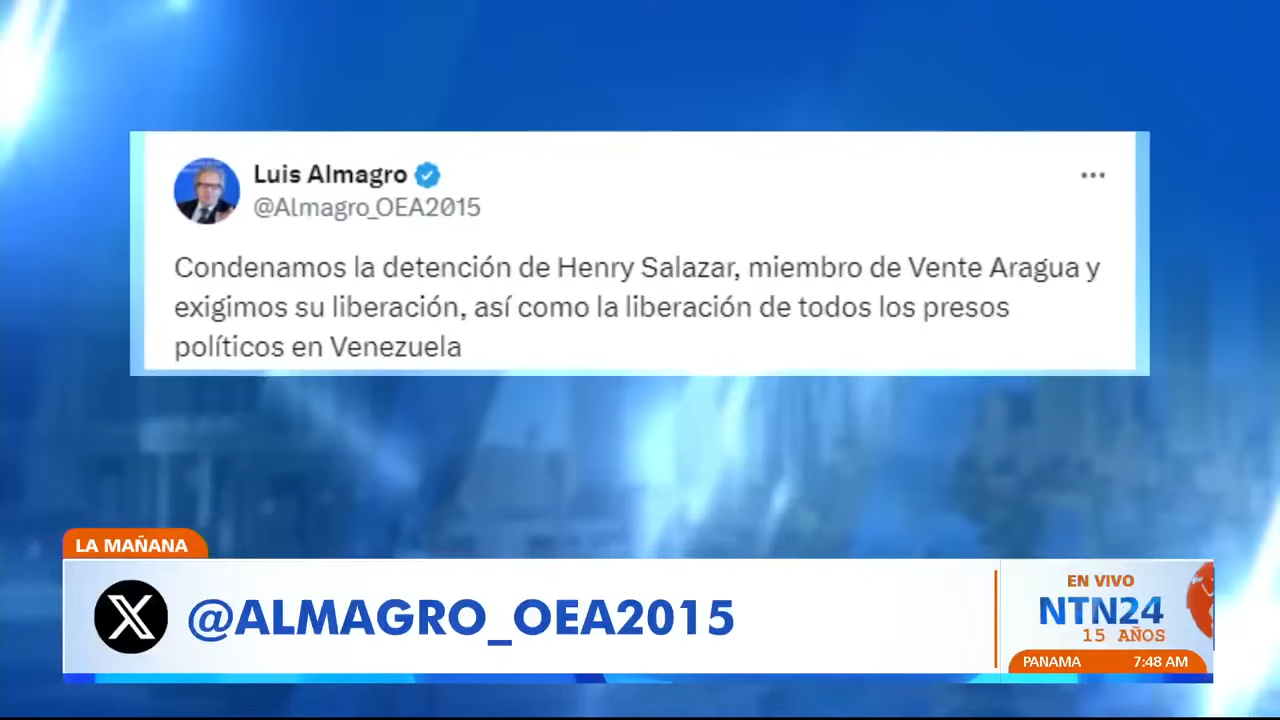 Luis Almagro
@Almagro_OEA2015
Condenamos la detención de Henry Salazar, miembro de Vente Aragua y
exigimos su liberación, así como la liberación de todos los presos
políticos en Venezuela
LA MAÑANA
@ALMAGRO_OEA2015
EN VIVO
NTN24
15 AÑOS
PANAMA 7:48 AM